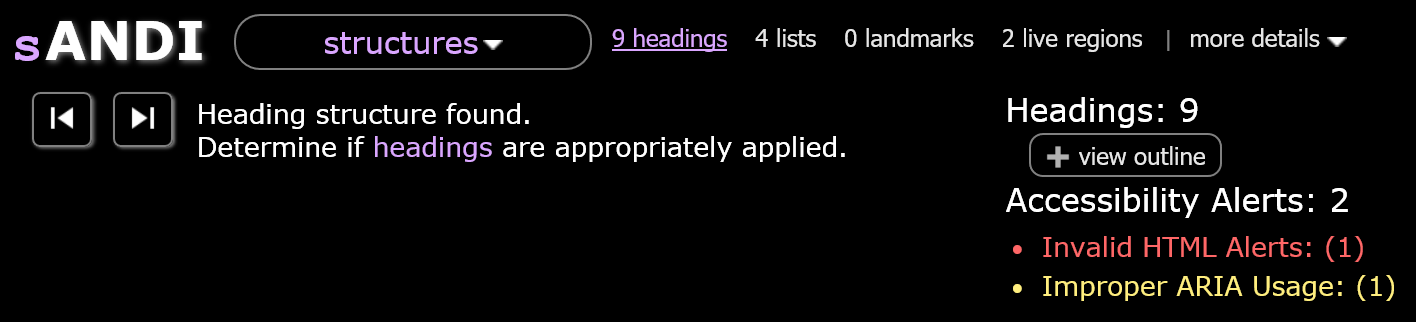 sANDI structures 9 headings 4 lists 0 landmarks 2 live regions | more details
Heading structure found.
Determine if headings are appropriately applied.
Headings: 9
view outline
Accessibility Alerts: 2
• Invalid HTML Alerts: (1)
• Improper ARIA Usage: (1)